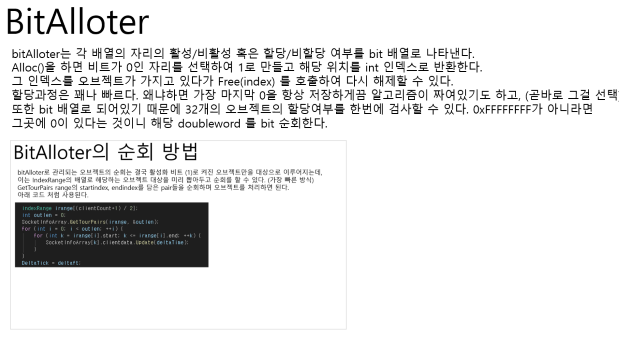 BitAlloter
bitAlloter는 각 배열의 자리의 활성/비활성 혹은 할당/비할당 여부를 bit 배열로 나타낸다.
Alloc()을 하면 비트가 0인 자리를 선택하여 1로 만들고 해당 위치를 int 인덱스로 반환한다.
그 인덱스를 오브젝트가 가지고 있다가 Free(index) 를 호출하여 다시 해제할 수 있다.
할당과정은 꽤나 빠르다. 왜냐하면 가장 마지막 0을 항상 저장하게끔 알고리즘이 짜여있기도 하고, (곧바로 그걸 선택
또한 bit 배열로 되어있기 때문에 32개의 오브젝트의 할당여부를 한번에 검사할 수 있다. 0xFFFFFFFF가 아니라면
그곳에 0이 있다는 것이니 해당 doubleword 를 bit 순회한다.
BitAlloter의 순회 방법
bitAlloter로 관리되는 오브젝트의 순회는 결국 활성화 비트 (1)로 켜진 오브젝트만을 대상으로 이루어지는데,
이는 IndexRange의 배열로 해당하는 오브젝트 대상을 미리 뽑아두고 순회를 할 수 있다. (가장 빠른 방식)
GetTourPairs range의 startindex, endindex를 담은 pair들을 순회하며 오브젝트를 처리하면 된다.
아래 코드 처럼 사용된다.
indexRange irange[(clientCount+1) / 2];
int outlen = 0;
SocketInfoArray.GetTourPairs(irange, &outlen);
for (int i = 0; i < outlen; ++i) {
for (int k = irange[i].start; k <= irange[i].end; ++k) {
SocketInfoArray[k].clientdata.Update(deltaTime);
}
}
DeltaTick = deltaft;